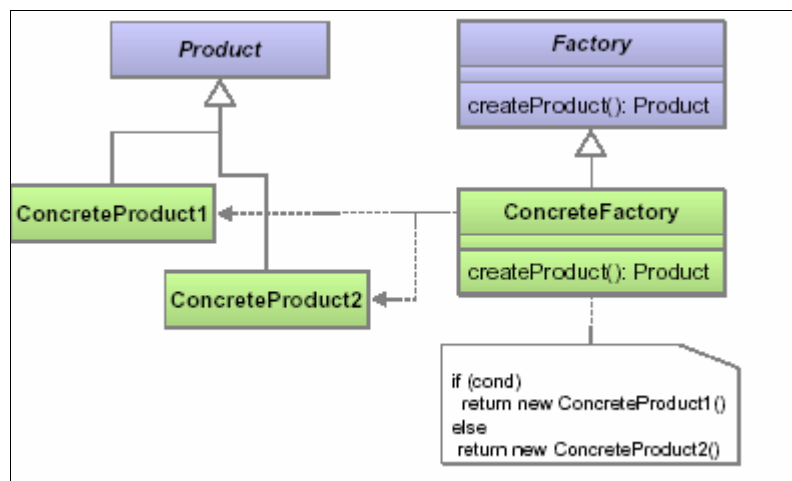 Product
Factory
createProduct(): Product
ConcreteProduct1
ConcreteFactory
createProduct(): Product
ConcreteProduct2
if (cond)
return new ConcreteProduct1()
else
return new ConcreteProduct2()